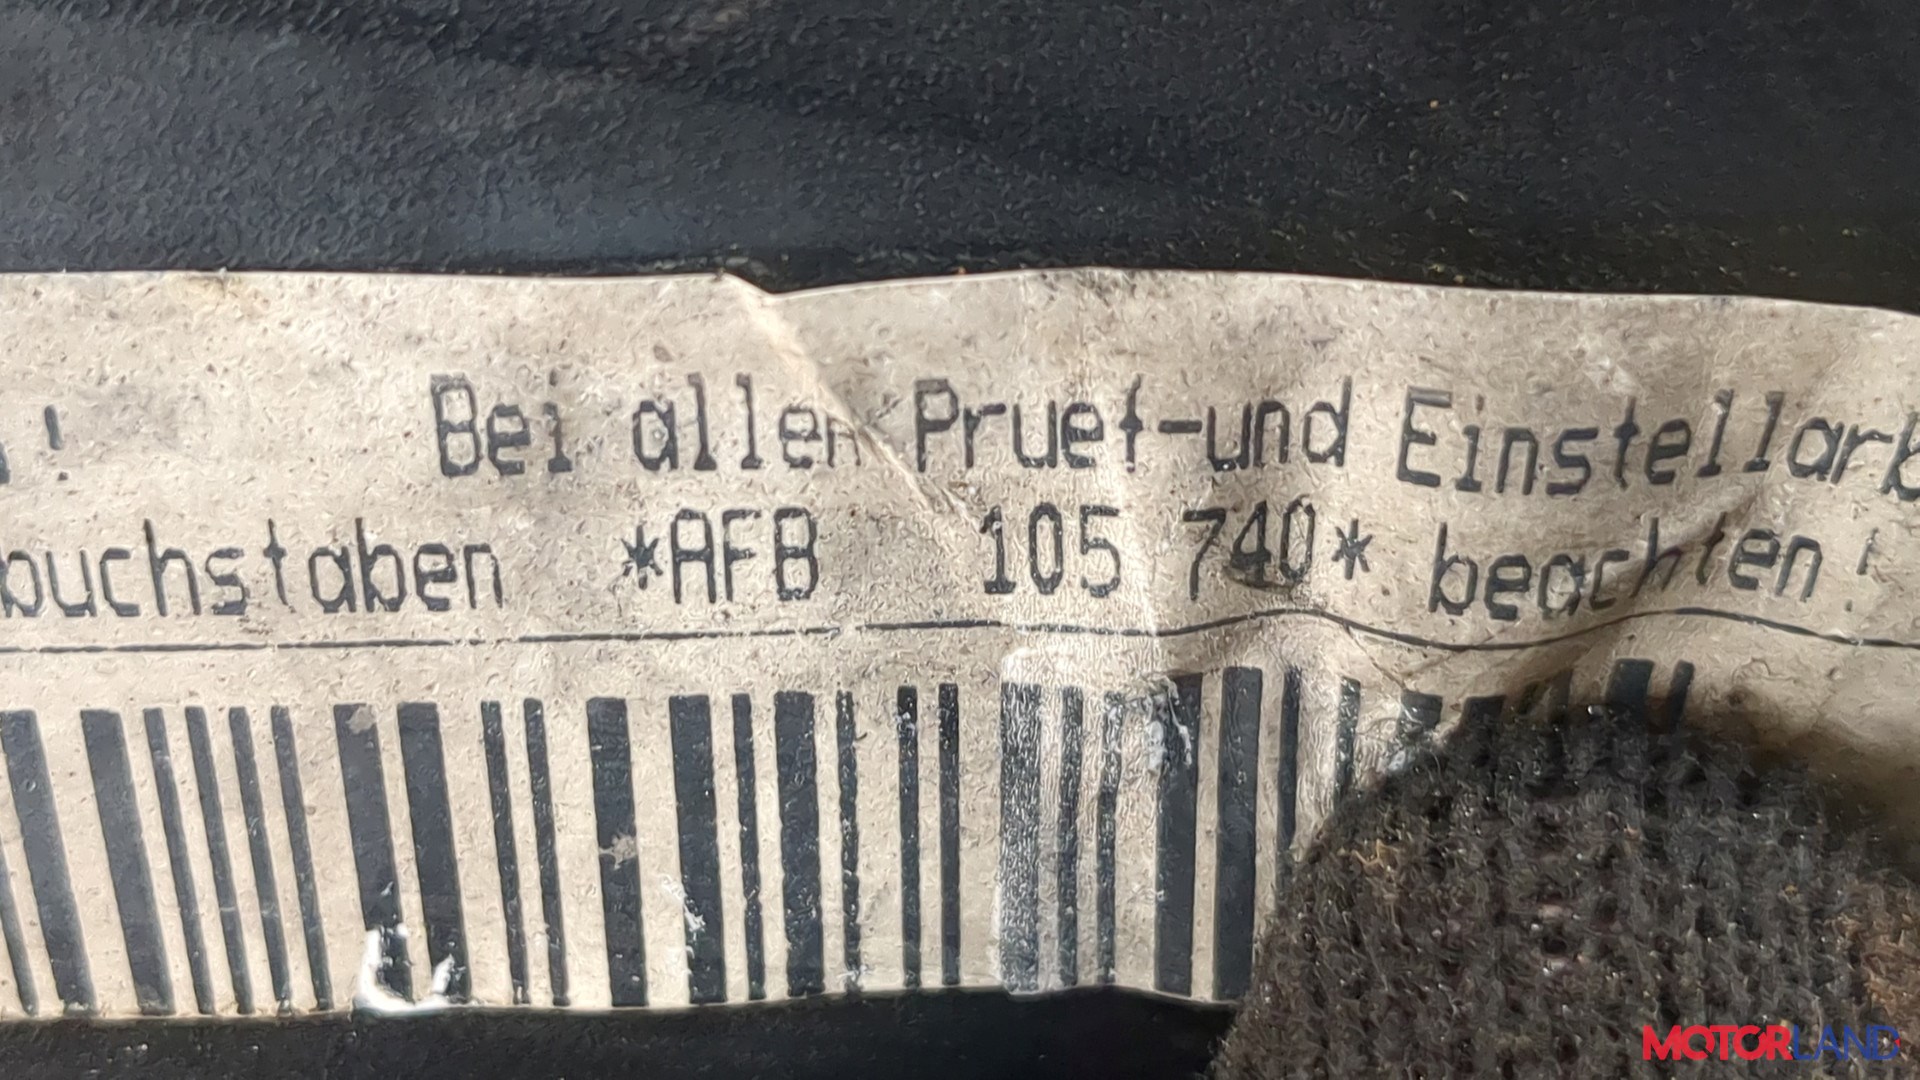 ! Bei allen Pruef-und Einstellarb
buchstaben *AFB 105 740* beachten!
MOTORLAND